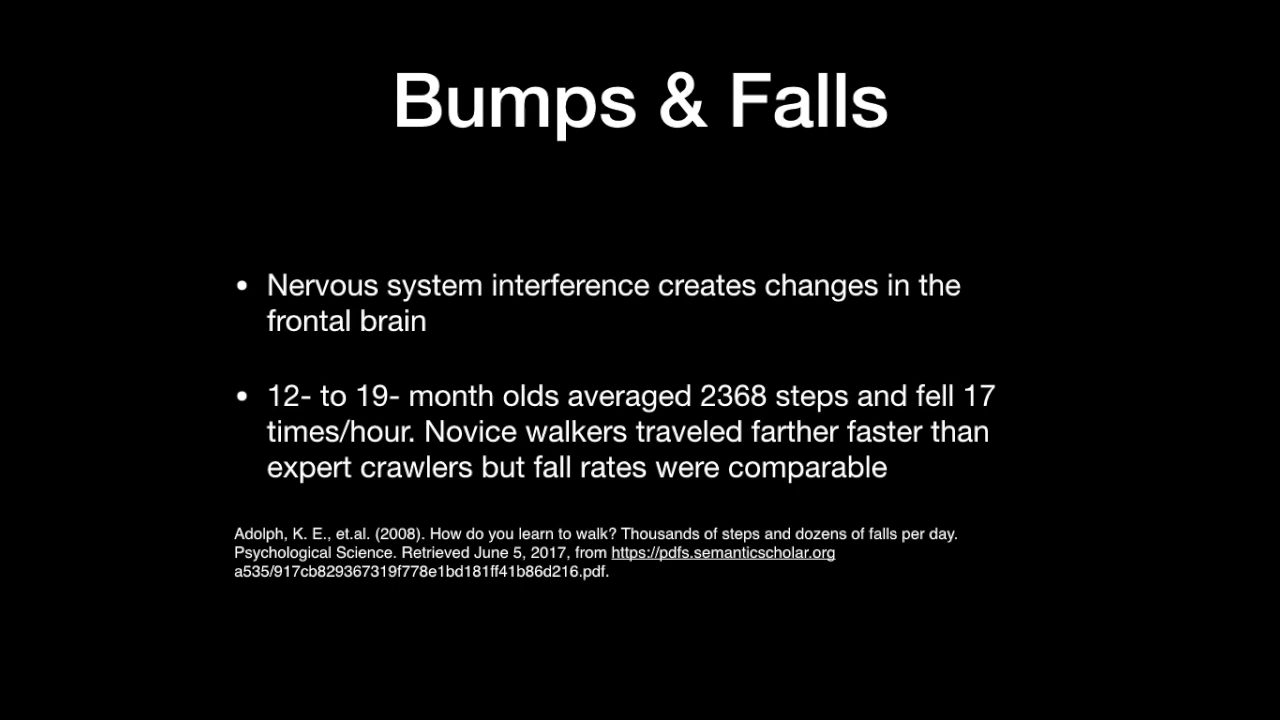 Bumps & Falls
• Nervous system interference creates changes in the
frontal brain
• 12- to 19- month olds averaged 2368 steps and fell 17
times/hour. Novice walkers traveled farther faster than
expert crawlers but fall rates were comparable
Adolph, K. E., et.al. (2008). How do you learn to walk? Thousands of steps and dozens of falls per day.
Psychological Science. Retrieved June 5, 2017, from https://pdfs.semanticscholar.org
a535/917cb829367319f778e1bd181ff41b86d216.pdf.